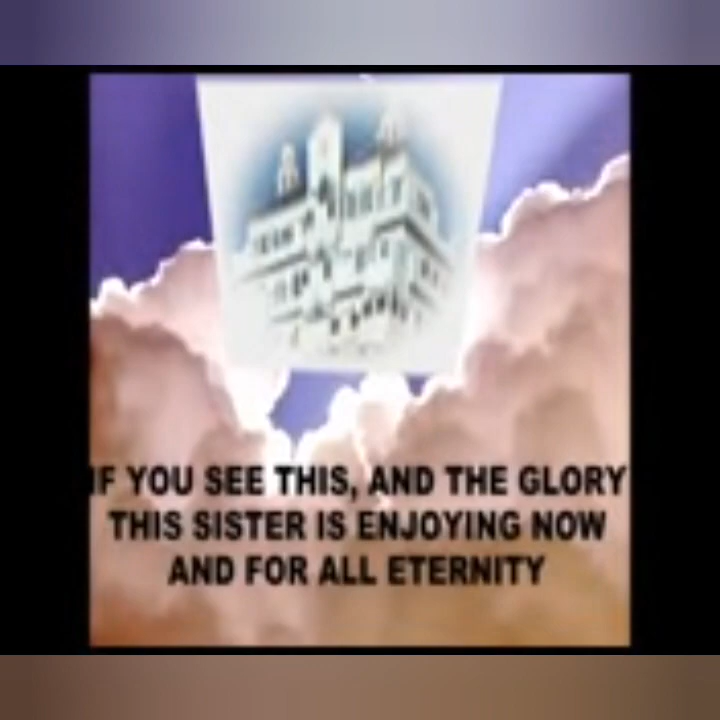 IF YOU SEE THIS, AND THE GLORY
THIS SISTER IS ENJOYING NOW
AND FOR ALL ETERNITY